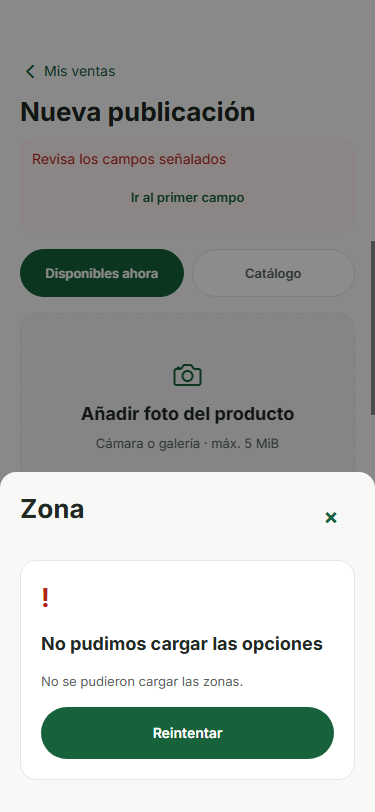 Mis ventas
Nueva publicación
Revisa los campos señalados
Ir al primer campo
Disponibles ahora
Catálogo
Añadir foto del producto
Cámara o galería · máx. 5 MiB
Zona
×
!
No pudimos cargar las opciones
No se pudieron cargar las zonas.
Reintentar